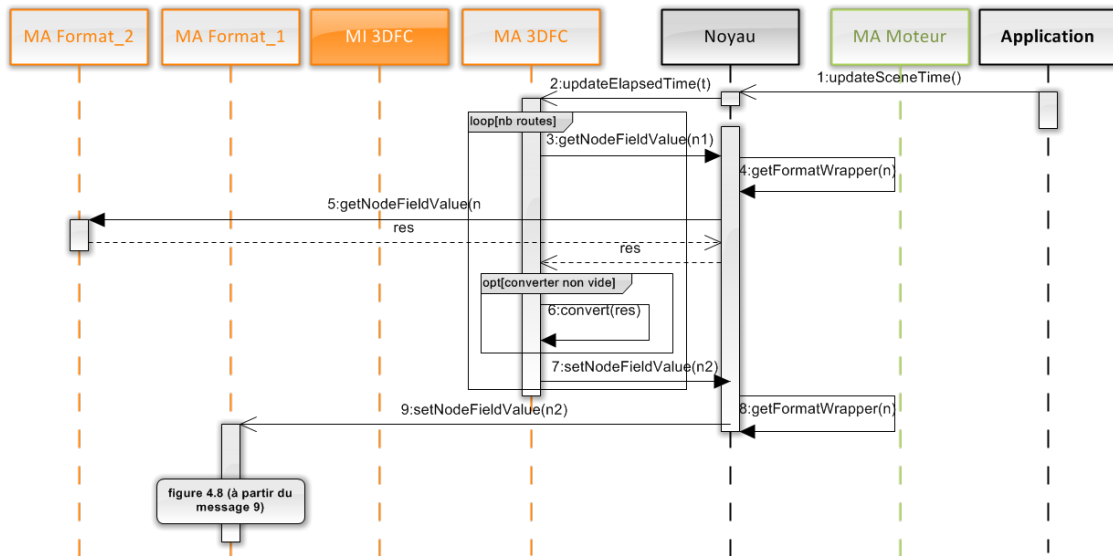 MA Format_2
MA Format_1
MI 3DFC
MA 3DFC
Noyau
MA Moteur
Application
1:updateSceneTime()
2:updateElapsedTime(t)
loop[nb routes]
3:getNodeFieldValue(n1)
4:getFormatWrapper(n)
5:getNodeFieldValue(n
res
res
opt[converter non vide]
6:convert(res)
7:setNodeFieldValue(n2)
8:getFormatWrapper(n)
9:setNodeFieldValue(n2)
figure 4.8 (à partir du
message 9)